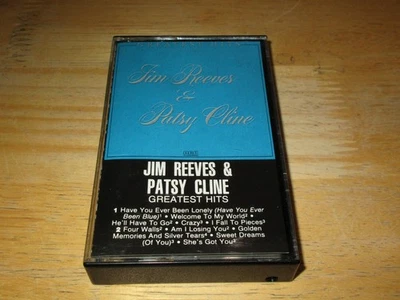 Jim Reeves
&
Patsy Cline
RCA
JIM REEVES &
PATSY CLINE
GREATEST HITS
1 Have You Ever Been Lonely (Have You Ever
Been Blue)¹ • Welcome To My World² •
He'll Have To Go² • Crazy³ • I Fall To Pieces³
2 Four Walls² • Am I Losing You² • Golden
Memories And Silver Tears⁴ • Sweet Dreams
(Of You)³ • She's Got You³